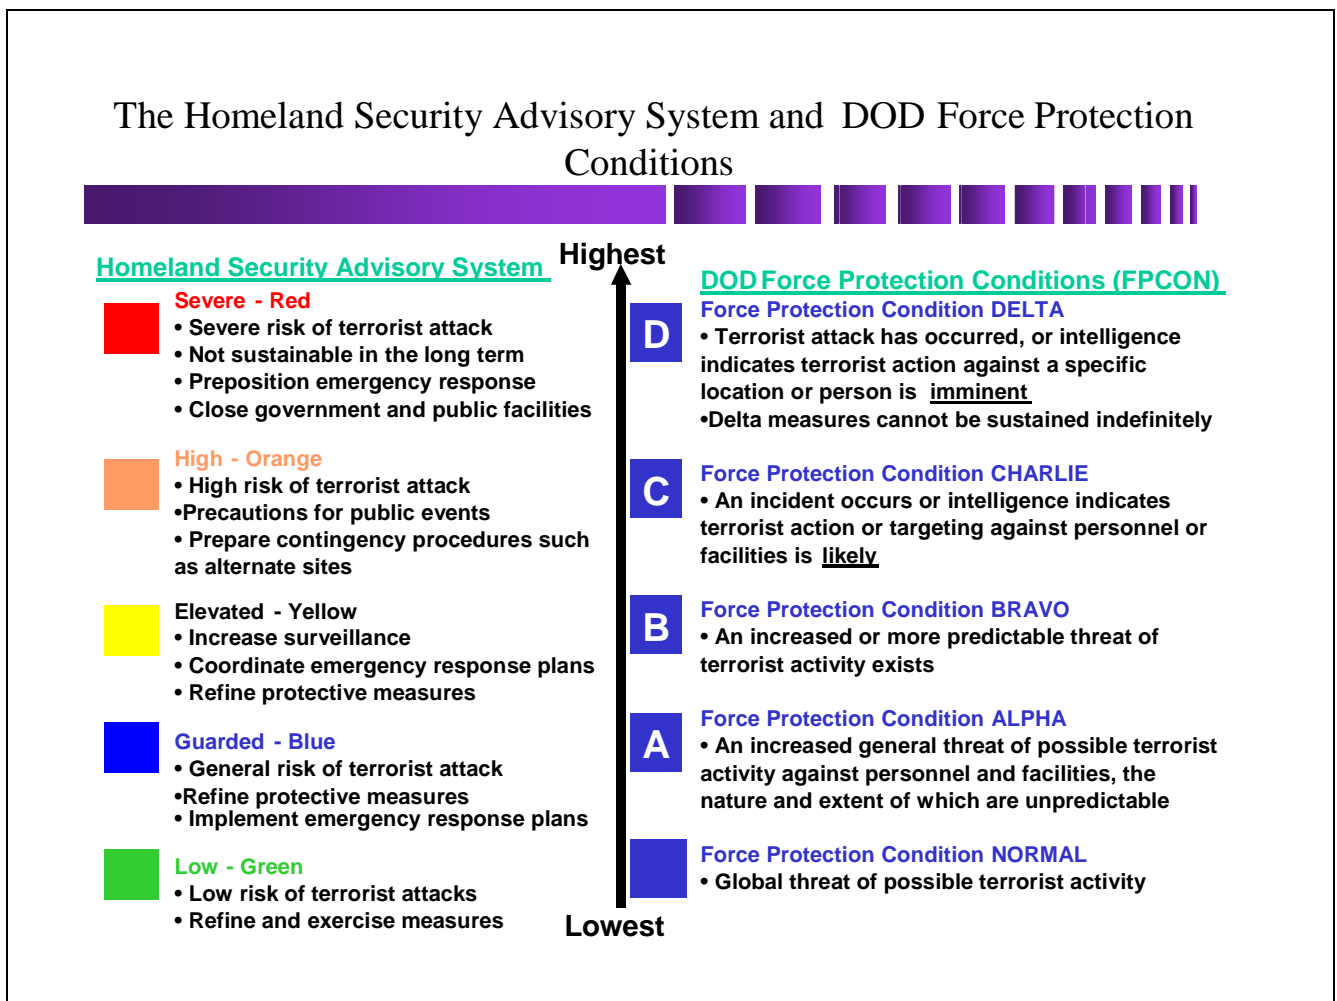 The Homeland Security Advisory System and DOD Force Protection
Conditions
Highest
Homeland Security Advisory System
Severe - Red
• Severe risk of terrorist attack
• Not sustainable in the long term
• Preposition emergency response
• Close government and public facilities
High - Orange
• High risk of terrorist attack
•Precautions for public events
• Prepare contingency procedures such
as alternate sites
Elevated - Yellow
• Increase surveillance
• Coordinate emergency response plans
• Refine protective measures
Guarded - Blue
• General risk of terrorist attack
•Refine protective measures
• Implement emergency response plans
Low - Green
• Low risk of terrorist attacks
• Refine and exercise measures
Lowest
DOD Force Protection Conditions (FPCON)
D
Force Protection Condition DELTA
• Terrorist attack has occurred, or intelligence
indicates terrorist action against a specific
location or person is imminent
•Delta measures cannot be sustained indefinitely
C
Force Protection Condition CHARLIE
• An incident occurs or intelligence indicates
terrorist action or targeting against personnel or
facilities is likely
B
Force Protection Condition BRAVO
• An increased or more predictable threat of
terrorist activity exists
A
Force Protection Condition ALPHA
• An increased general threat of possible terrorist
activity against personnel and facilities, the
nature and extent of which are unpredictable
Force Protection Condition NORMAL
• Global threat of possible terrorist activity